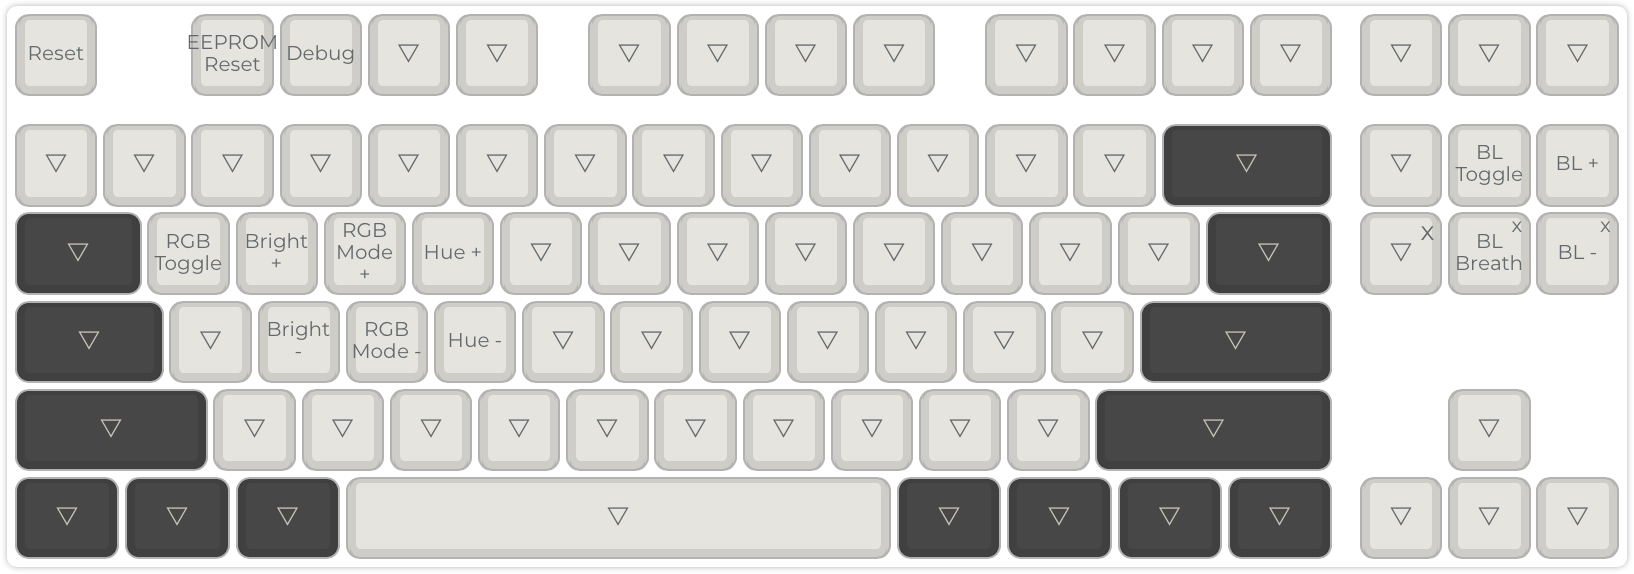 Reset
EEPROM
Reset
Debug
▽ ▽ ▽ ▽ ▽ ▽ ▽ ▽ ▽ ▽ ▽ ▽ ▽
▽ ▽ ▽ ▽ ▽ ▽ ▽ ▽ ▽ ▽ ▽ ▽ ▽ ▽ ▽
BL
Toggle
BL +
▽
RGB
Toggle
Bright
+
RGB
Mode
+
Hue +
▽ ▽ ▽ ▽ ▽ ▽ ▽ ▽ ▽
▽ X
BL
Breath
X
BL -
X
▽ ▽
Bright
-
RGB
Mode -
Hue -
▽ ▽ ▽ ▽ ▽ ▽ ▽ ▽
▽ ▽ ▽ ▽ ▽ ▽ ▽ ▽ ▽ ▽ ▽ ▽ ▽
▽ ▽ ▽ ▽ ▽ ▽ ▽ ▽ ▽ ▽ ▽